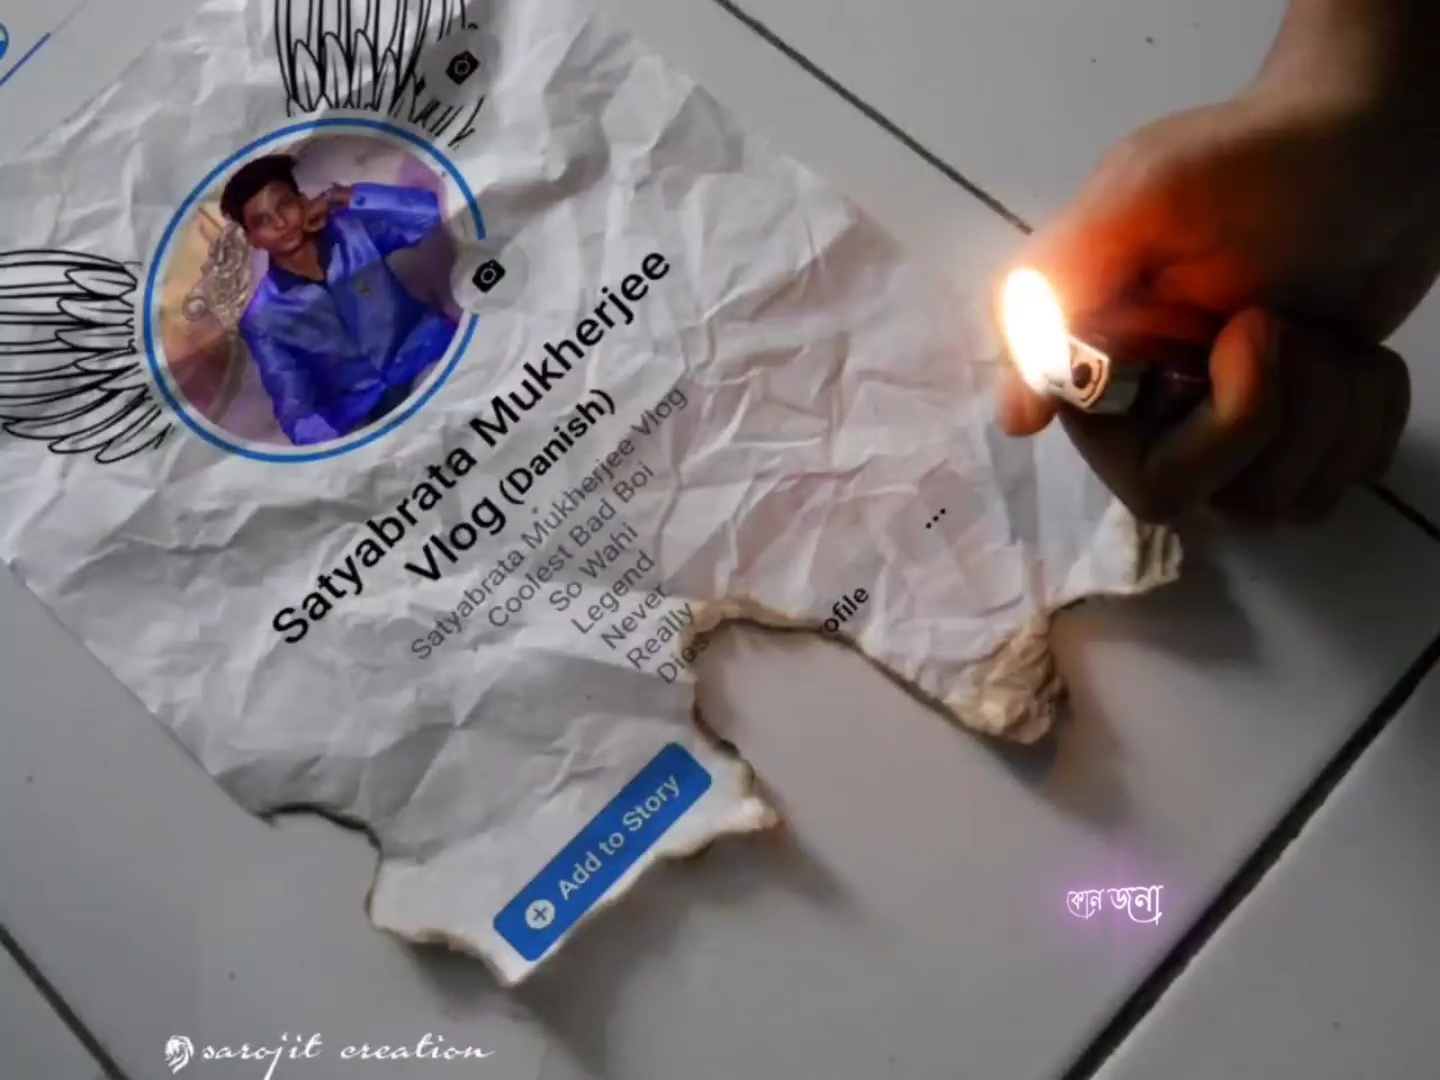 Satyabrata Mukherjee
Vlog (Danish)
Satyabrata Mukherjee Vlog
Coolest Bad Boi
So Wahi
Legend
Never
Really
Dies
...
ofile
Add to Story
কোন জন্য
sarojit creation